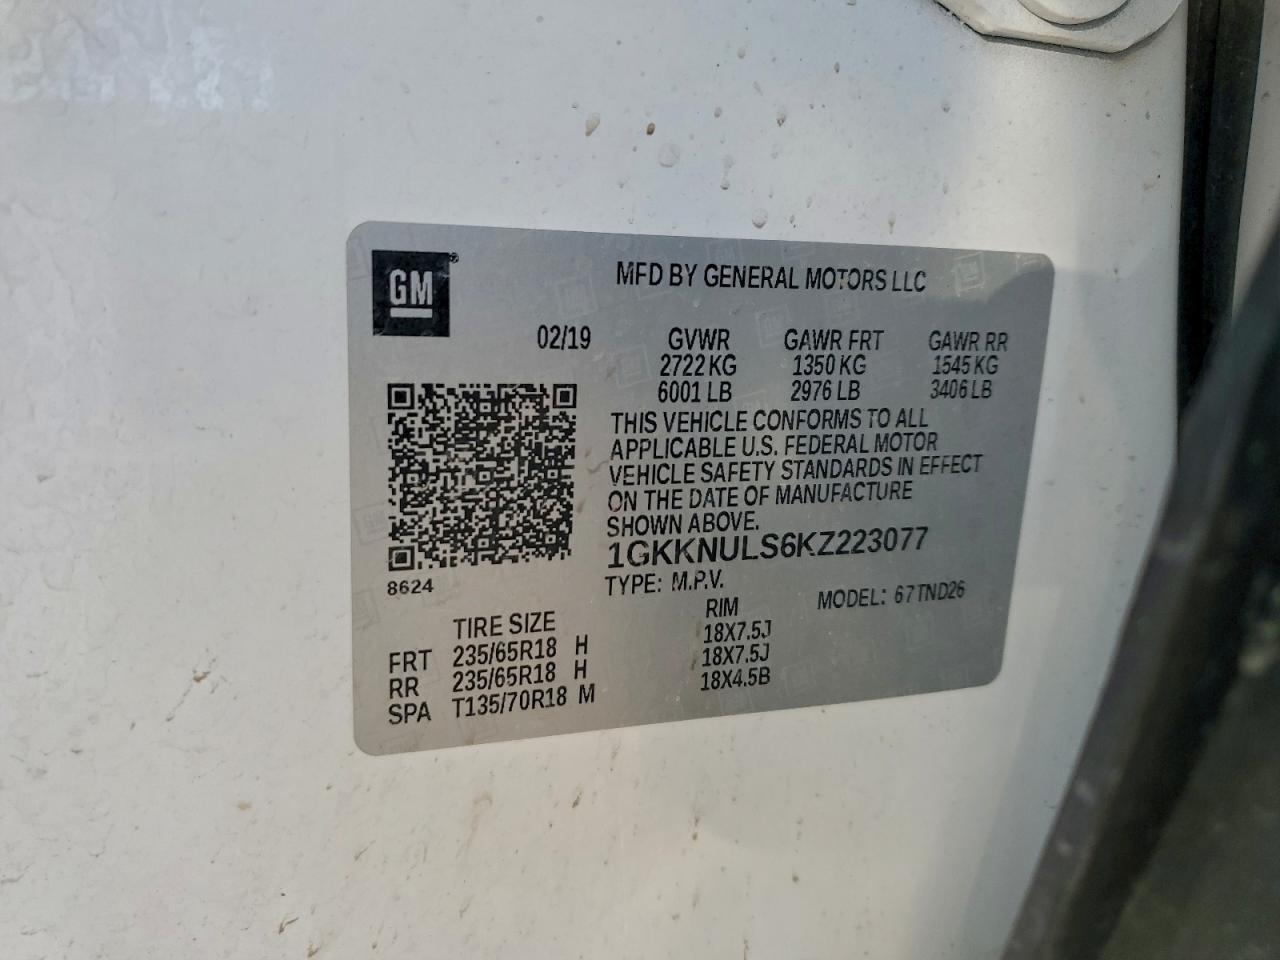 GM®
MFD BY GENERAL MOTORS LLC
02/19 GVWR GAWR FRT GAWR RR
2722 KG 1350 KG 1545 KG
6001 LB 2976 LB 3406 LB
THIS VEHICLE CONFORMS TO ALL
APPLICABLE U.S. FEDERAL MOTOR
VEHICLE SAFETY STANDARDS IN EFFECT
ON THE DATE OF MANUFACTURE
SHOWN ABOVE.
1GKKNULS6KZ223077
8624
TYPE: M.P.V. MODEL: 67TND26
TIRE SIZE RIM
FRT 235/65R18 H 18X7.5J
RR 235/65R18 H 18X7.5J
SPA T135/70R18 M 18X4.5B